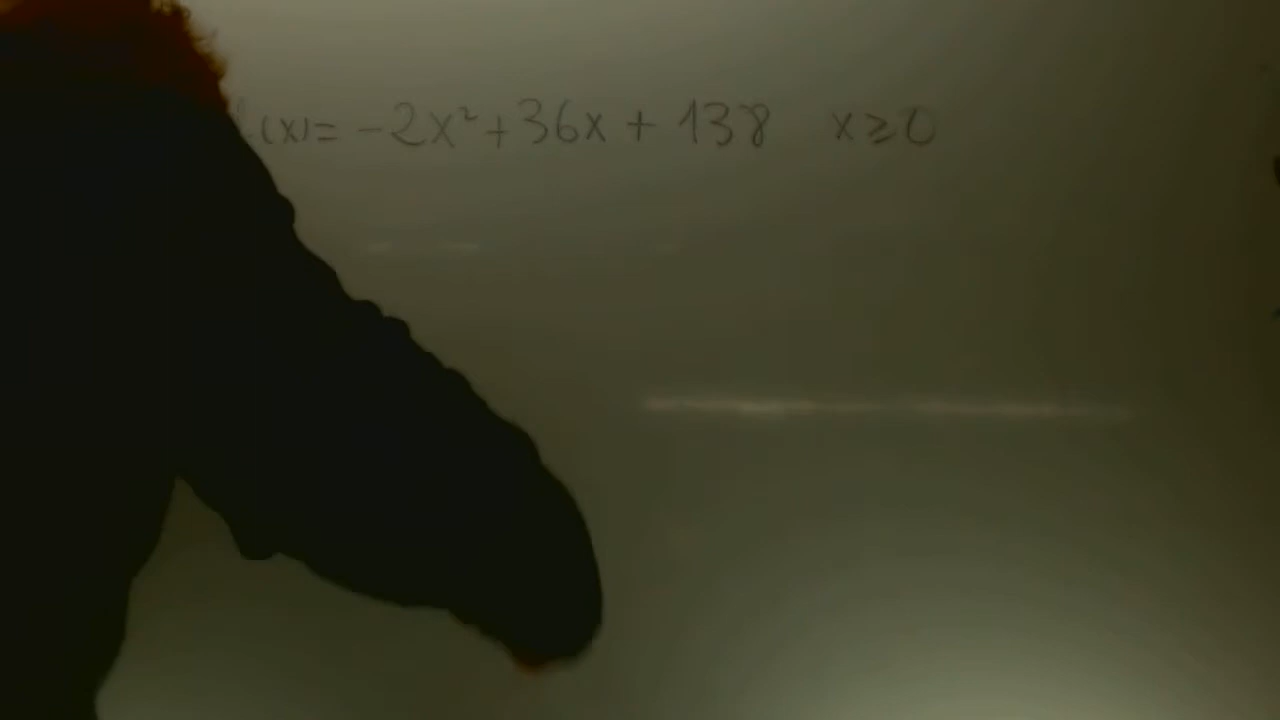 (x) = -2x² + 36x + 138 x ≥ 0